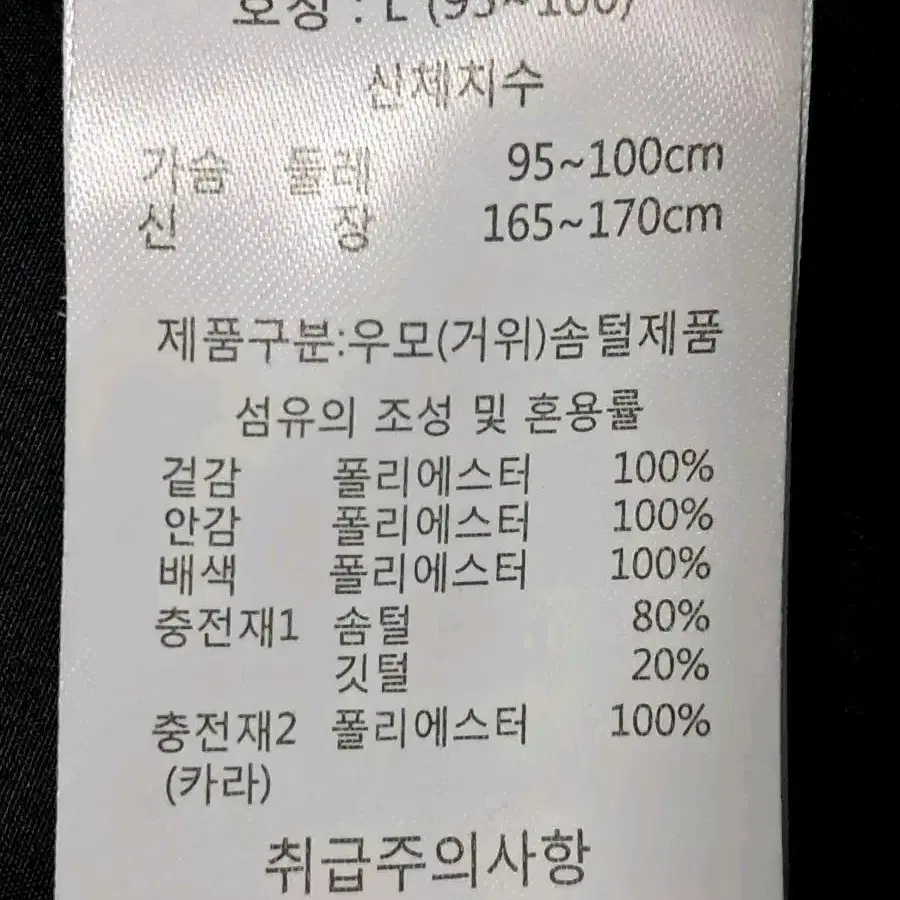 호칭 : L (95~100)
신체치수
가슴 둘레 95~100cm
신 장 165~170cm
제품구분:우모(거위)솜털제품
섬유의 조성 및 혼용률
겉감 폴리에스터 100%
안감 폴리에스터 100%
배색 폴리에스터 100%
충전재1 솜털 80%
깃털 20%
충전재2 폴리에스터 100%
(카라)
취급주의사항